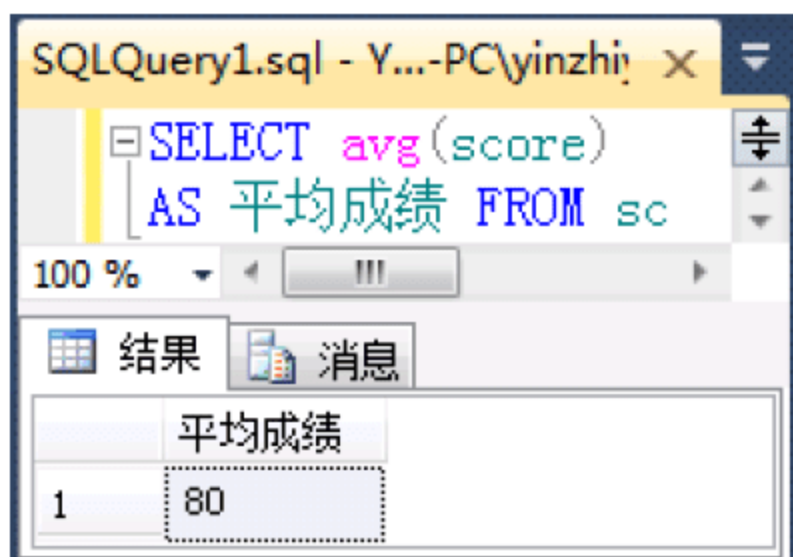 SQLQuery1.sql - Y...-PC\yinzhiy
SELECT avg(score)
AS 平均成绩 FROM sc
100 %
结果 消息
平均成绩
1 80